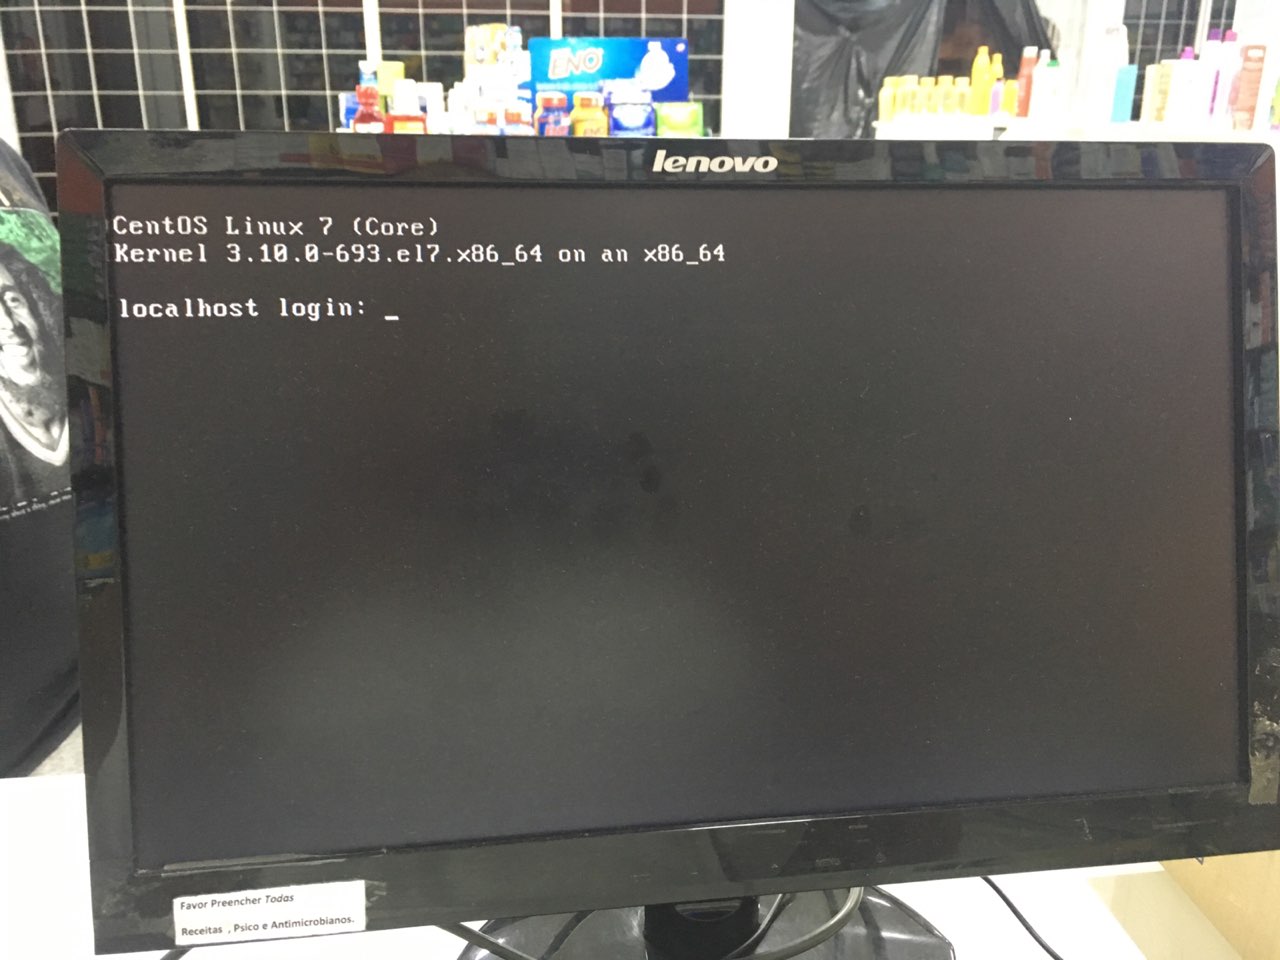 ENO
lenovo
CentOS Linux 7 (Core)
Kernel 3.10.0-693.el7.x86_64 on an x86_64
localhost login: _
Favor Preencher Todas
Receitas , Psico e Antimicrobianos.